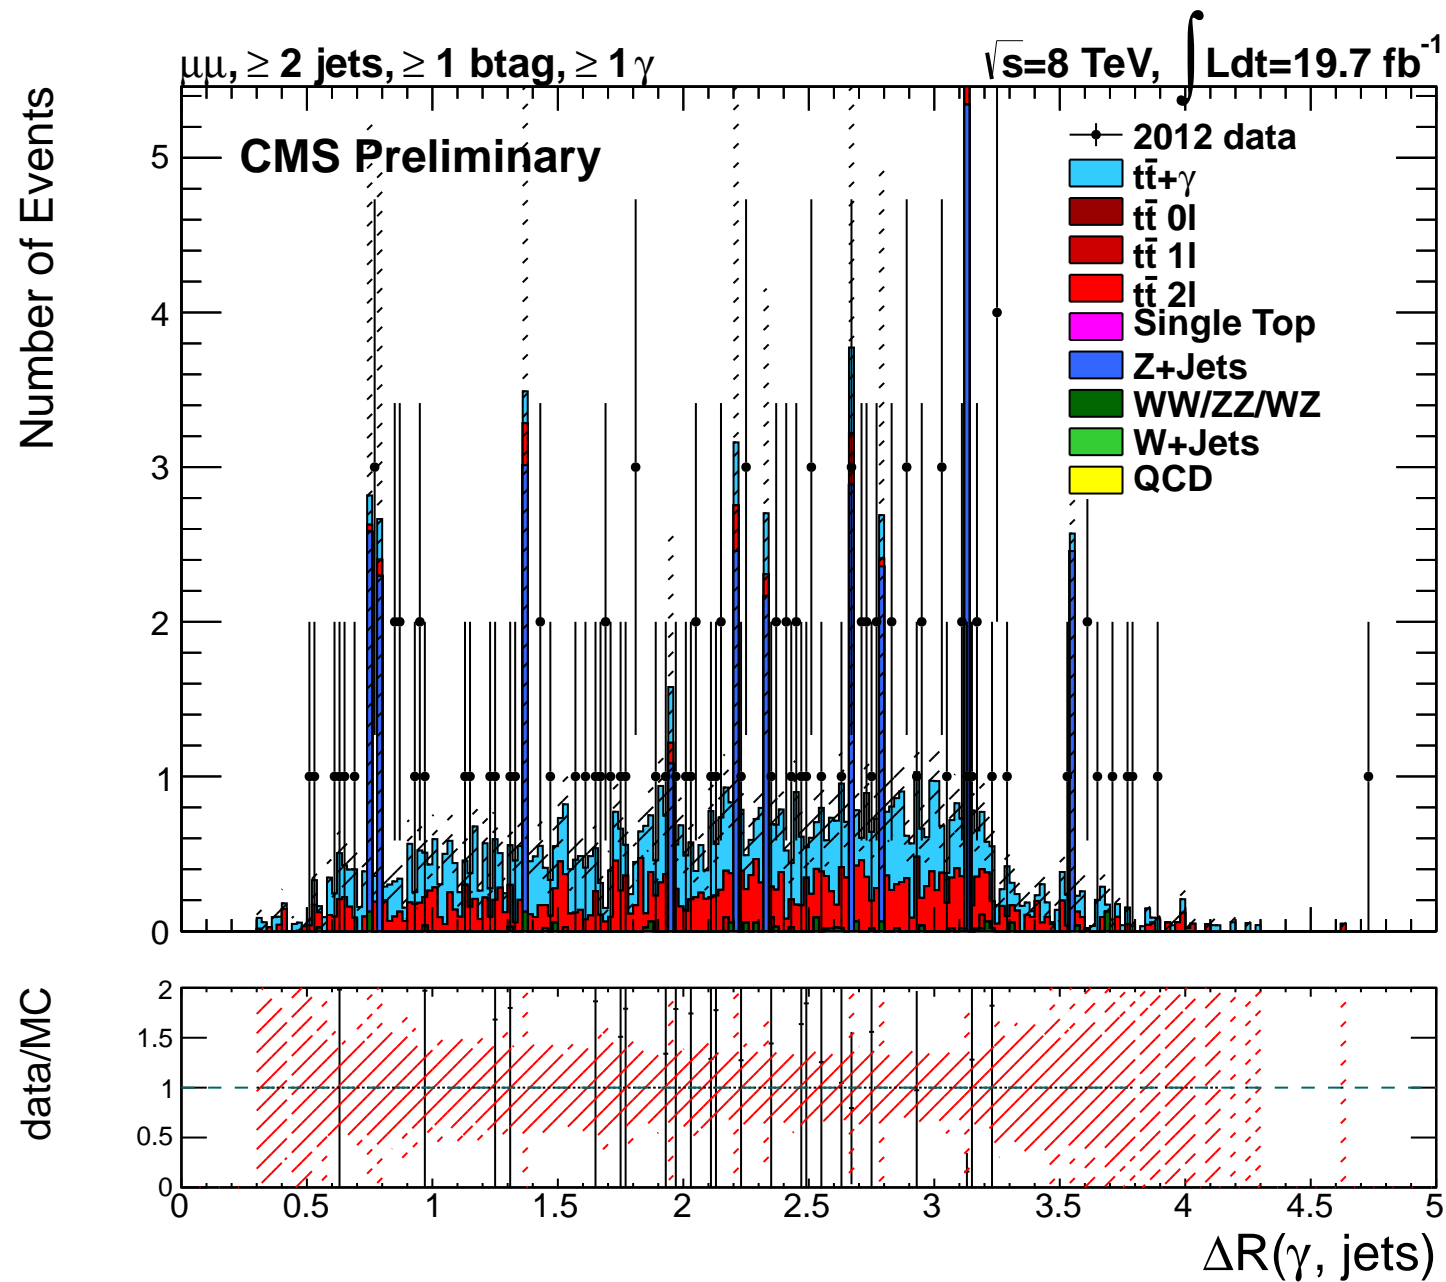 μμ, ≥ 2 jets, ≥ 1 btag, ≥ 1 γ
√s=8 TeV, ∫Ldt=19.7 fb⁻¹
CMS Preliminary
2012 data
tt̄+γ
tt̄ 0l
tt̄ 1l
tt̄ 2l
Single Top
Z+Jets
WW/ZZ/WZ
W+Jets
QCD
Number of Events
5
4
3
2
1
0
data/MC
2
1.5
1
0.5
0
0 0.5 1 1.5 2 2.5 3 3.5 4 4.5 5
ΔR(γ, jets)